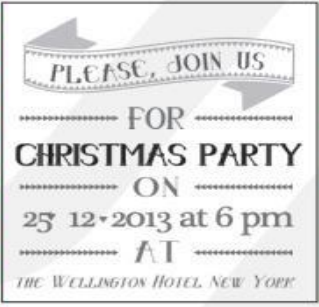 PLEASE, JOIN US
FOR
CHRISTMAS PARTY
ON
25 12 • 2013 at 6 pm
AT
THE WELLINGTON HOTEL, NEW YORK